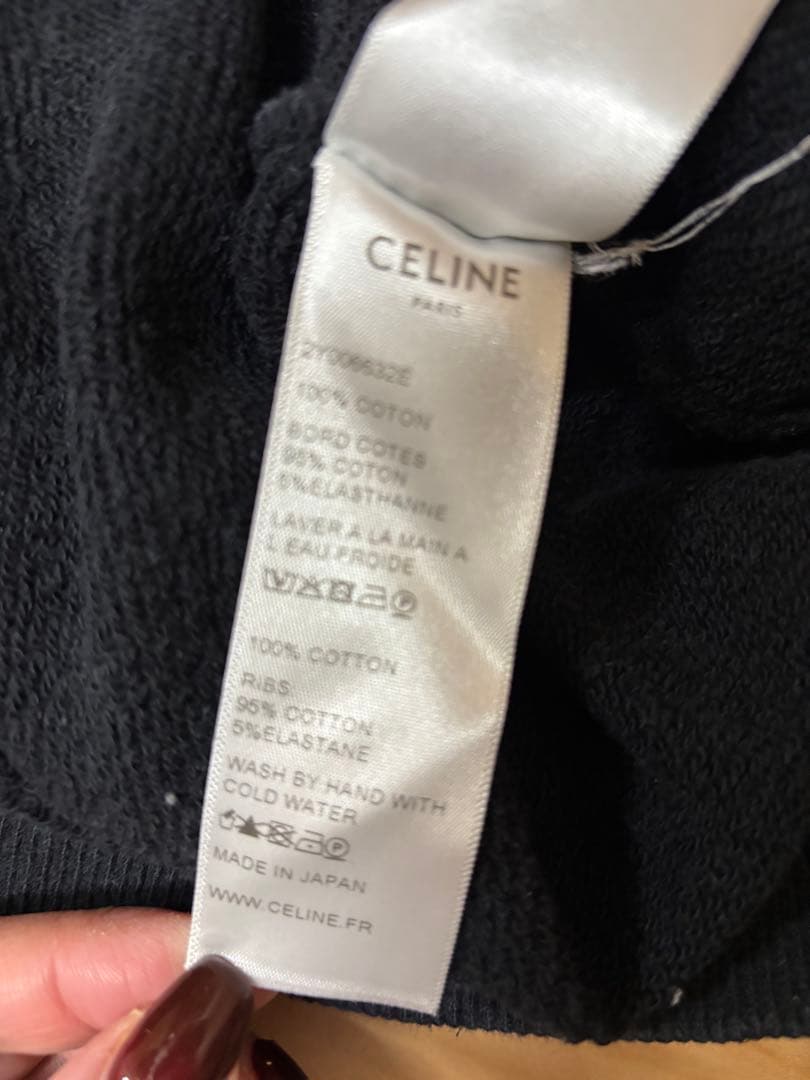 CELINE
PARIS
2Y006632E
100% COTON
BORD COTES
95% COTON
5%ELASTHANNE
LAVER A LA MAIN A
L'EAU FROIDE
100% COTTON
RIBS
95% COTTON
5%ELASTANE
WASH BY HAND WITH
COLD WATER
P
MADE IN JAPAN
WWW.CELINE.FR